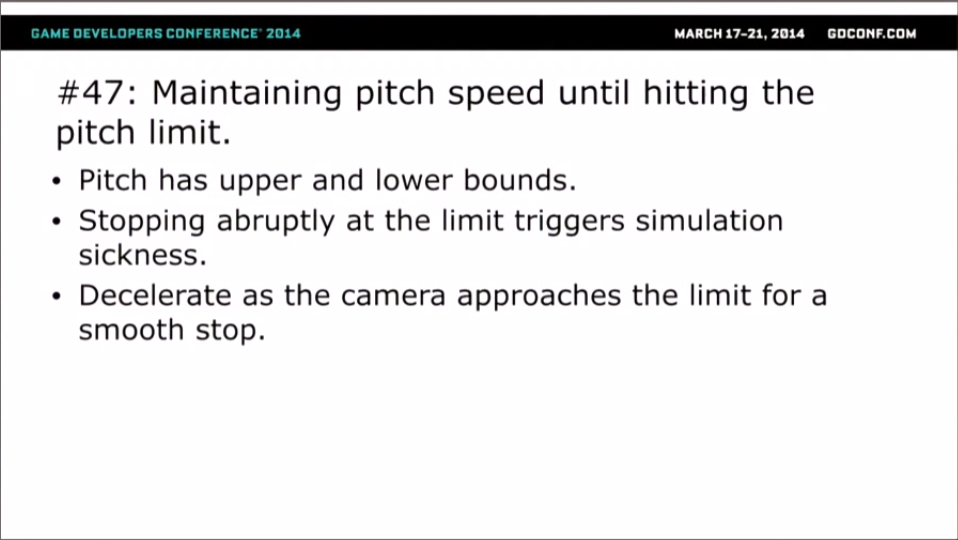 GAME DEVELOPERS CONFERENCE® 2014
MARCH 17–21, 2014 GDCONF.COM
#47: Maintaining pitch speed until hitting the
pitch limit.
• Pitch has upper and lower bounds.
• Stopping abruptly at the limit triggers simulation
sickness.
• Decelerate as the camera approaches the limit for a
smooth stop.